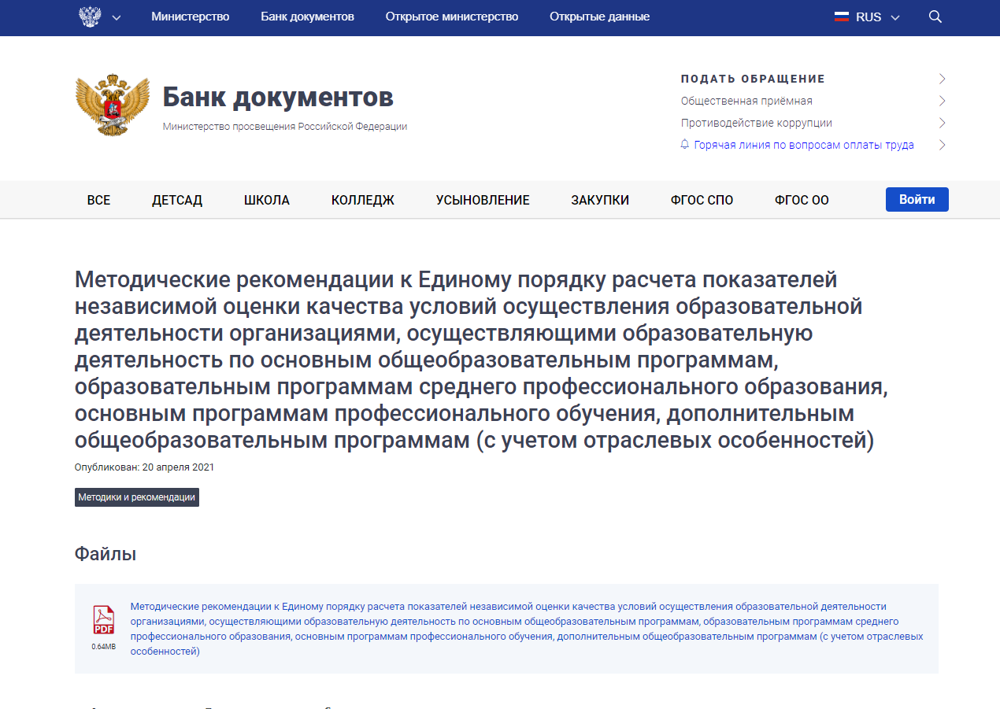 Министерство Банк документов Открытое министерство Открытые данные RUS
Банк документов
Министерство просвещения Российской Федерации
ПОДАТЬ ОБРАЩЕНИЕ
Общественная приёмная
Противодействие коррупции
Горячая линия по вопросам оплаты труда
ВСЕ ДЕТСАД ШКОЛА КОЛЛЕДЖ УСЫНОВЛЕНИЕ ЗАКУПКИ ФГОС СПО ФГОС ОО Войти
Методические рекомендации к Единому порядку расчета показателей
независимой оценки качества условий осуществления образовательной
деятельности организациями, осуществляющими образовательную
деятельность по основным общеобразовательным программам,
образовательным программам среднего профессионального образования,
основным программам профессионального обучения, дополнительным
общеобразовательным программам (с учетом отраслевых особенностей)
Опубликован: 20 апреля 2021
Методики и рекомендации
Файлы
PDF
0.64MB
Методические рекомендации к Единому порядку расчета показателей независимой оценки качества условий осуществления образовательной деятельности
организациями, осуществляющими образовательную деятельность по основным общеобразовательным программам, образовательным программам среднего
профессионального образования, основным программам профессионального обучения, дополнительным общеобразовательным программам (с учетом отраслевых
особенностей)